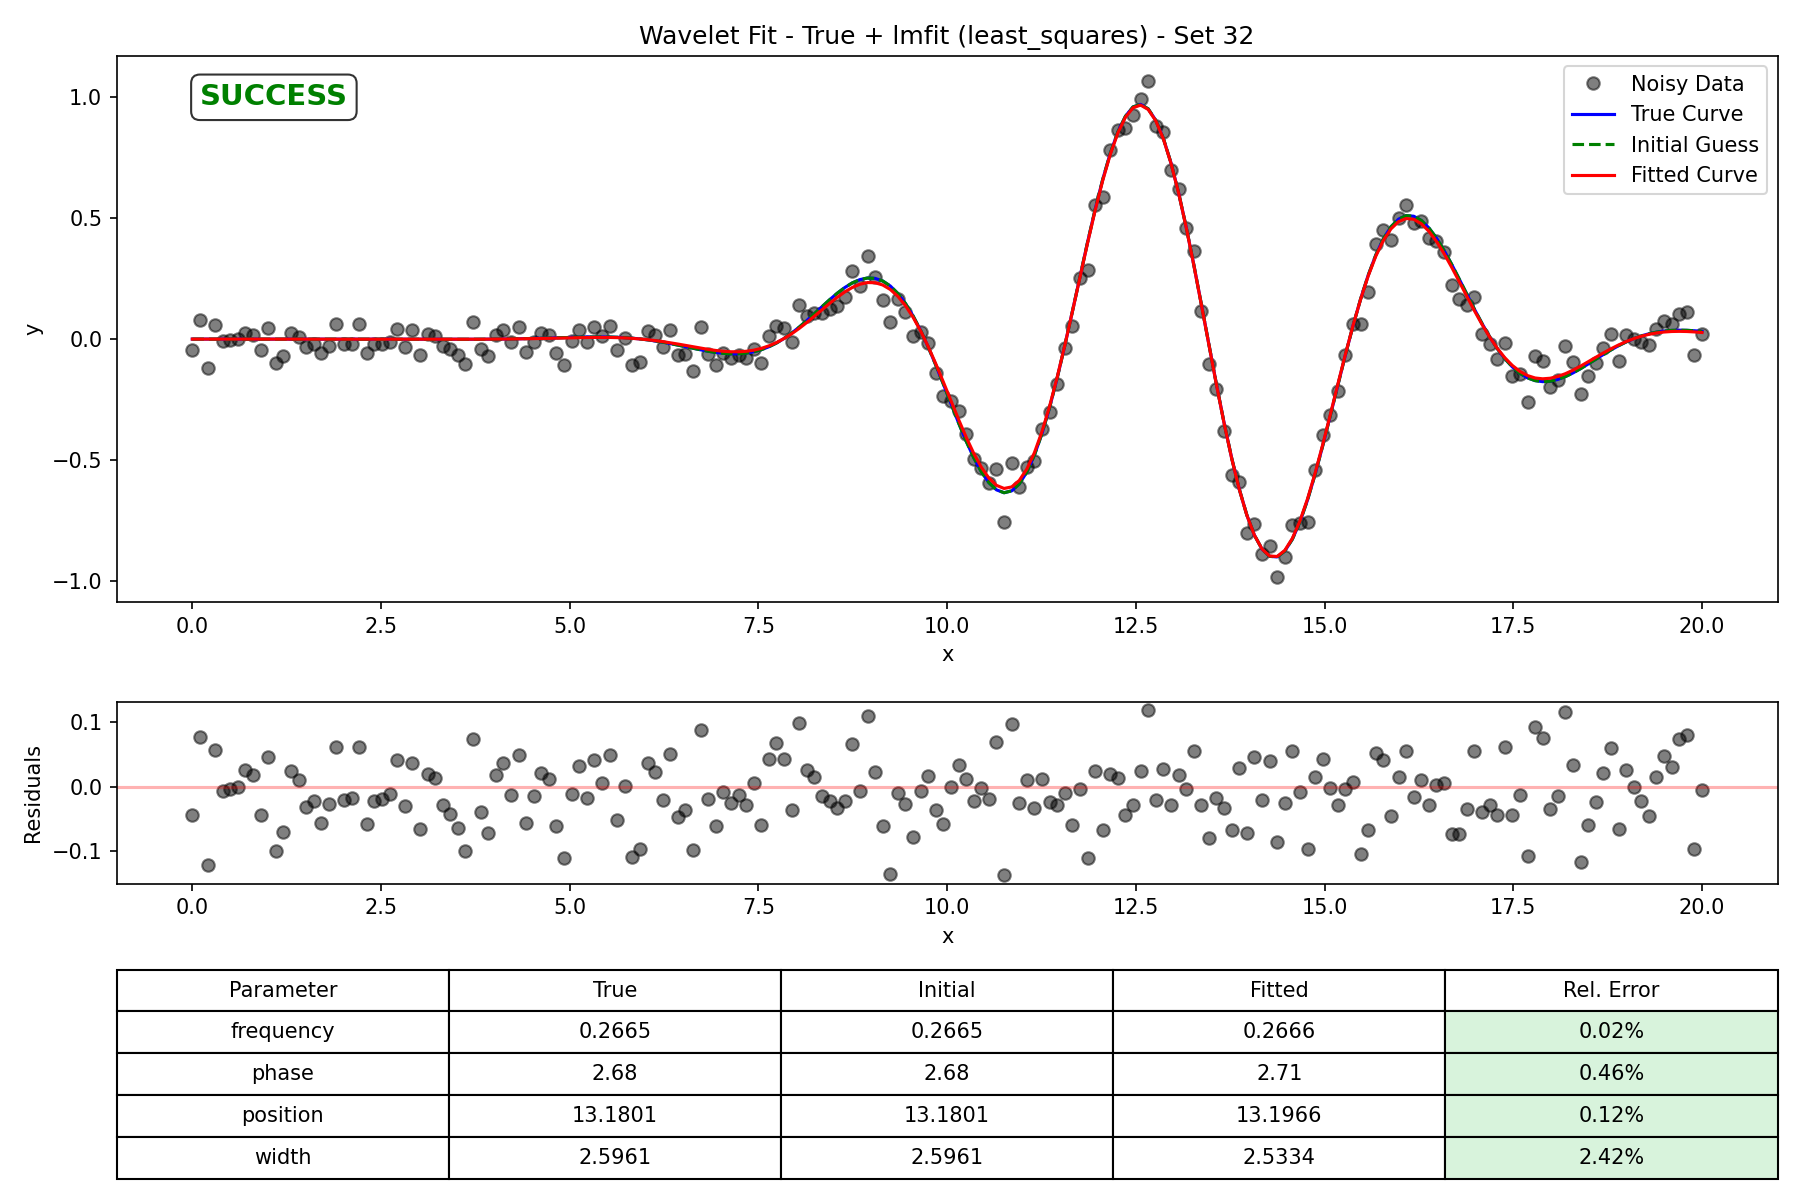 Wavelet Fit - True + lmfit (least_squares) - Set 32
SUCCESS
Noisy Data
True Curve
Initial Guess
Fitted Curve
y
1.0
0.5
0.0
−0.5
−1.0
0.0 2.5 5.0 7.5 10.0 12.5 15.0 17.5 20.0
x
Residuals
0.1
0.0
−0.1
0.0 2.5 5.0 7.5 10.0 12.5 15.0 17.5 20.0
x
Parameter True Initial Fitted Rel. Error
frequency 0.2665 0.2665 0.2666 0.02%
phase 2.68 2.68 2.71 0.46%
position 13.1801 13.1801 13.1966 0.12%
width 2.5961 2.5961 2.5334 2.42%